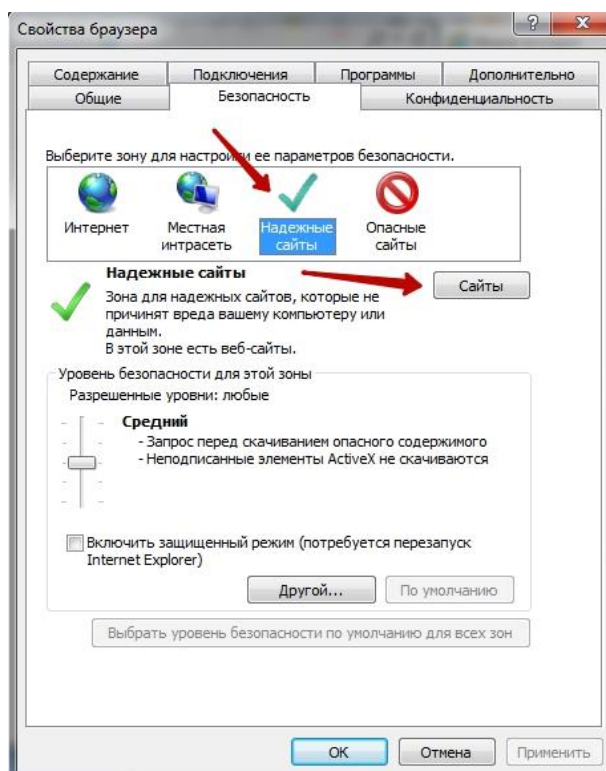 Свойства браузера
Содержание Подключения Программы Дополнительно
Общие Безопасность Конфиденциальность
Выберите зону для настройки ее параметров безопасности.
Интернет Местная интрасеть Надежные сайты Опасные сайты
Надежные сайты
Сайты
Зона для надежных сайтов, которые не
причинят вреда вашему компьютеру или
данным.
В этой зоне есть веб-сайты.
Уровень безопасности для этой зоны
Разрешенные уровни: любые
Средний
- Запрос перед скачиванием опасного содержимого
- Неподписанные элементы ActiveX не скачиваются
Включить защищенный режим (потребуется перезапуск
Internet Explorer)
Другой... По умолчанию
Выбрать уровень безопасности по умолчанию для всех зон
OK Отмена Применить